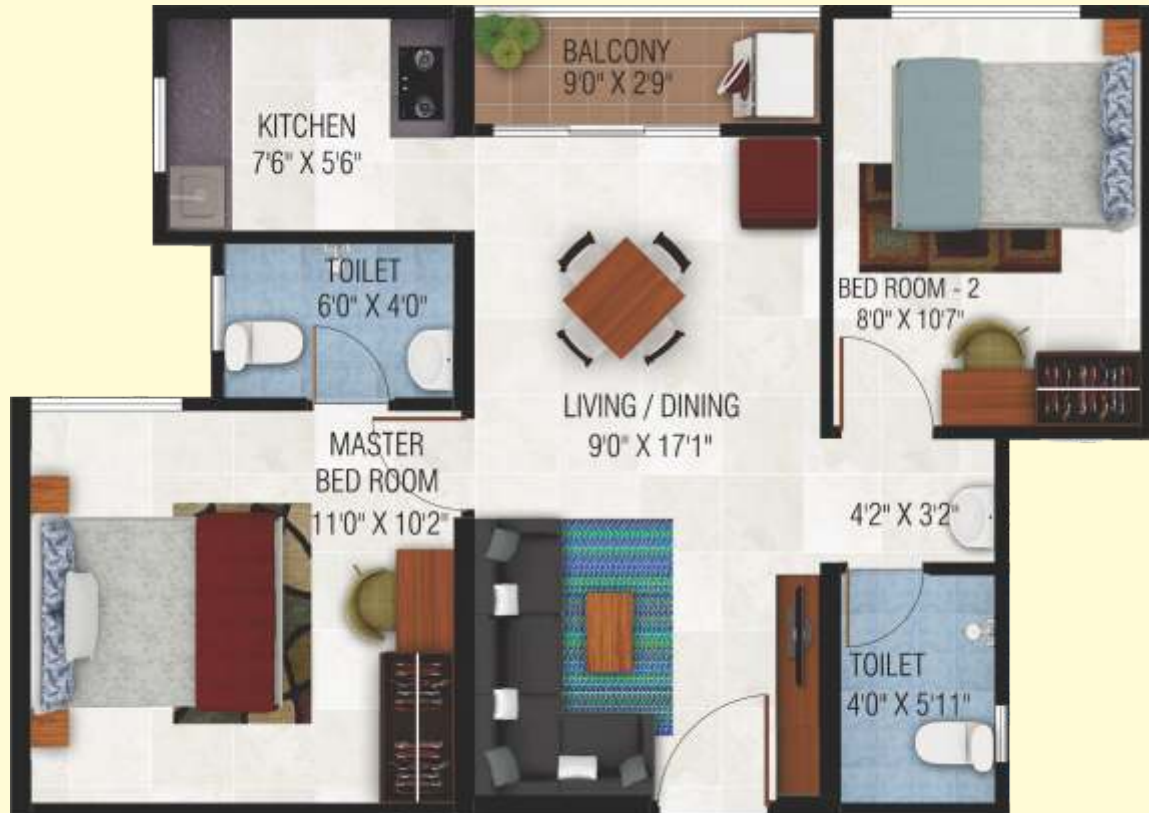 BALCONY
9'0" X 2'9"
KITCHEN
7'6" X 5'6"
TOILET
6'0" X 4'0"
BED ROOM - 2
8'0" X 10'7"
LIVING / DINING
9'0" X 17'1"
MASTER
BED ROOM
11'0" X 10'2"
4'2" X 3'2"
TOILET
4'0" X 5'11"